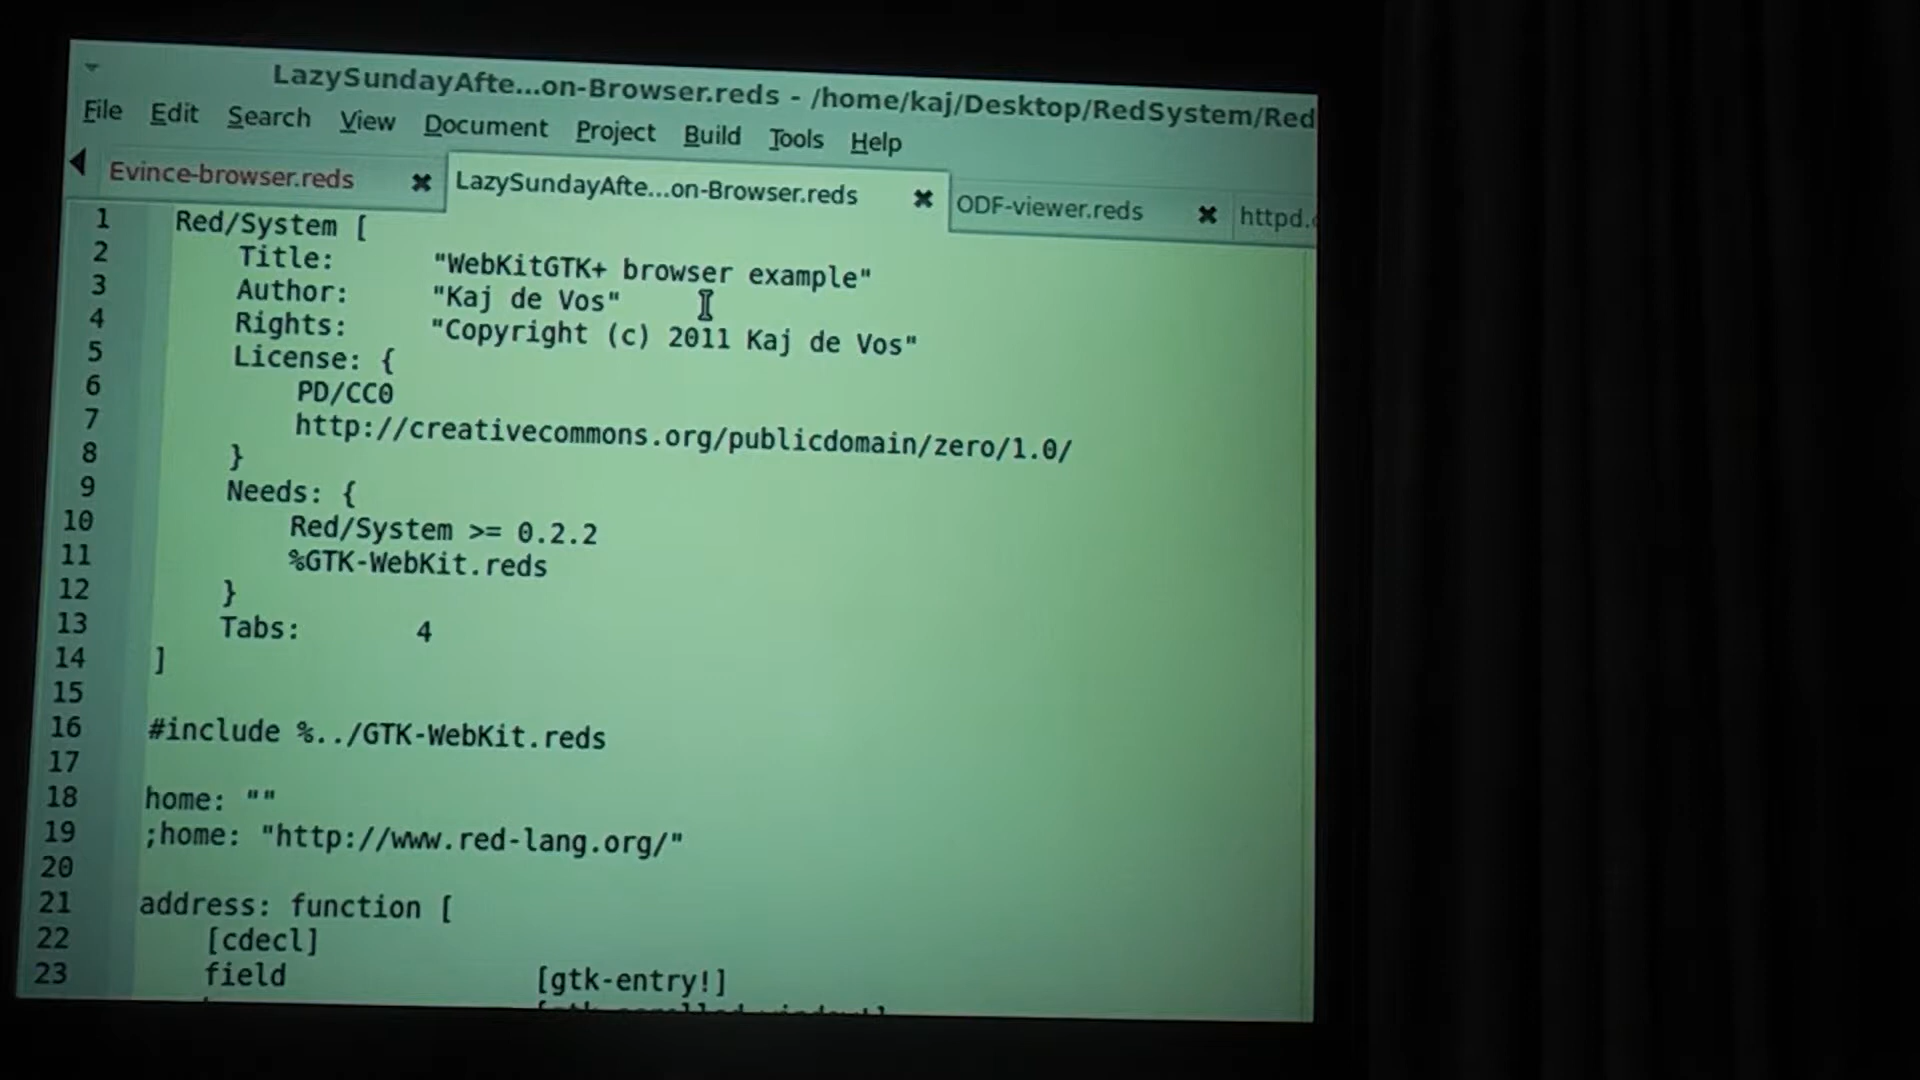 LazySundayAfte...on-Browser.reds - /home/kaj/Desktop/RedSystem/Red
File Edit Search View Document Project Build Tools Help
Evince-browser.reds LazySundayAfte...on-Browser.reds ODF-viewer.reds httpd.
1 Red/System [
2 Title: "WebKitGTK+ browser example"
3 Author: "Kaj de Vos"
4 Rights: "Copyright (c) 2011 Kaj de Vos"
5 License: {
6 PD/CC0
7 http://creativecommons.org/publicdomain/zero/1.0/
8 }
9 Needs: {
10 Red/System >= 0.2.2
11 %GTK-WebKit.reds
12 }
13 Tabs: 4
14 ]
15
16 #include %../GTK-WebKit.reds
17
18 home: ""
19 ;home: "http://www.red-lang.org/"
20
21 address: function [
22 [cdecl]
23 field [gtk-entry!]